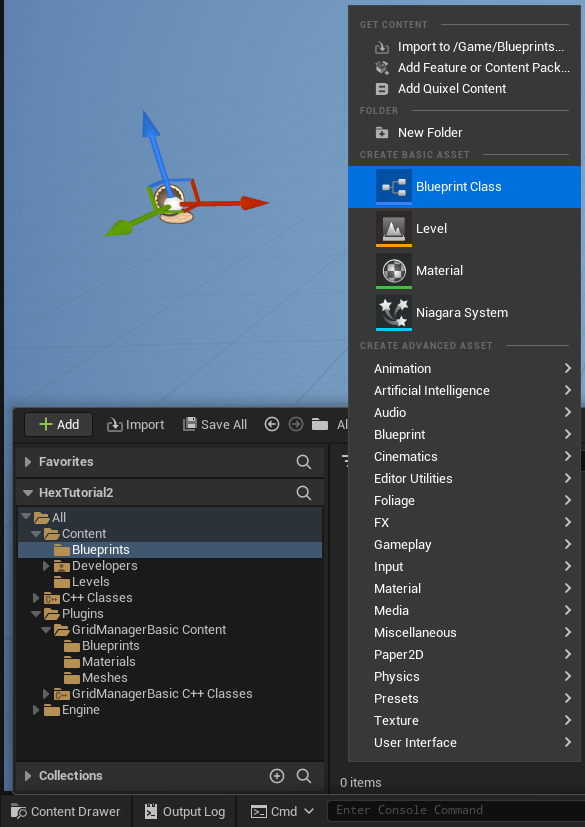 GET CONTENT
Import to /Game/Blueprints...
Add Feature or Content Pack...
Add Quixel Content
FOLDER
New Folder
CREATE BASIC ASSET
Blueprint Class
Level
Material
Niagara System
CREATE ADVANCED ASSET
Animation
Artificial Intelligence
Audio
Blueprint
Cinematics
Editor Utilities
Foliage
FX
Gameplay
Input
Material
Media
Miscellaneous
Paper2D
Physics
Presets
Texture
User Interface
Add Import Save All Al
Favorites
HexTutorial2
All
Content
Blueprints
Developers
Levels
C++ Classes
Plugins
GridManagerBasic Content
Blueprints
Materials
Meshes
GridManagerBasic C++ Classes
Engine
Collections
0 items
Content Drawer Output Log Cmd Enter Console Command